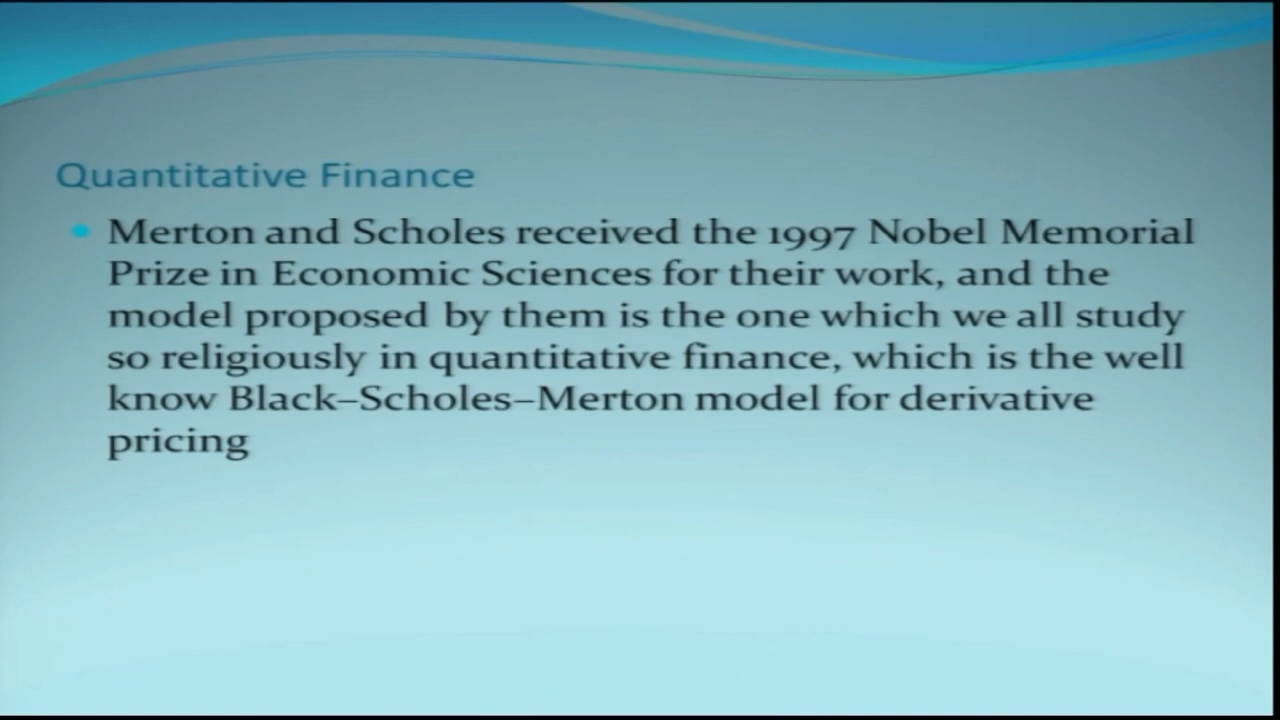 Quantitative Finance
• Merton and Scholes received the 1997 Nobel Memorial
Prize in Economic Sciences for their work, and the
model proposed by them is the one which we all study
so religiously in quantitative finance, which is the well
know Black–Scholes–Merton model for derivative
pricing